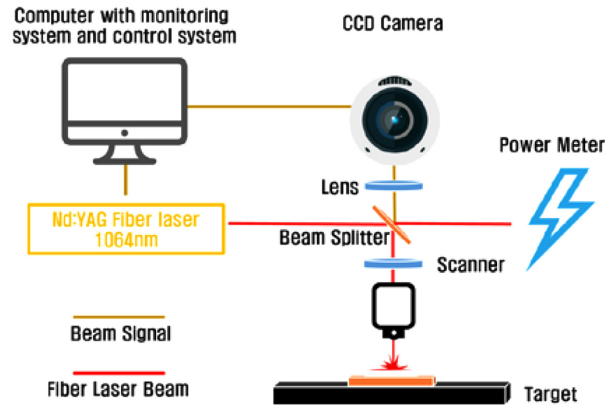 Computer with monitoring
system and control system
CCD Camera
Power Meter
Lens
Nd:YAG Fiber laser
1064nm
Beam Splitter
Scanner
Beam Signal
Fiber Laser Beam
Target